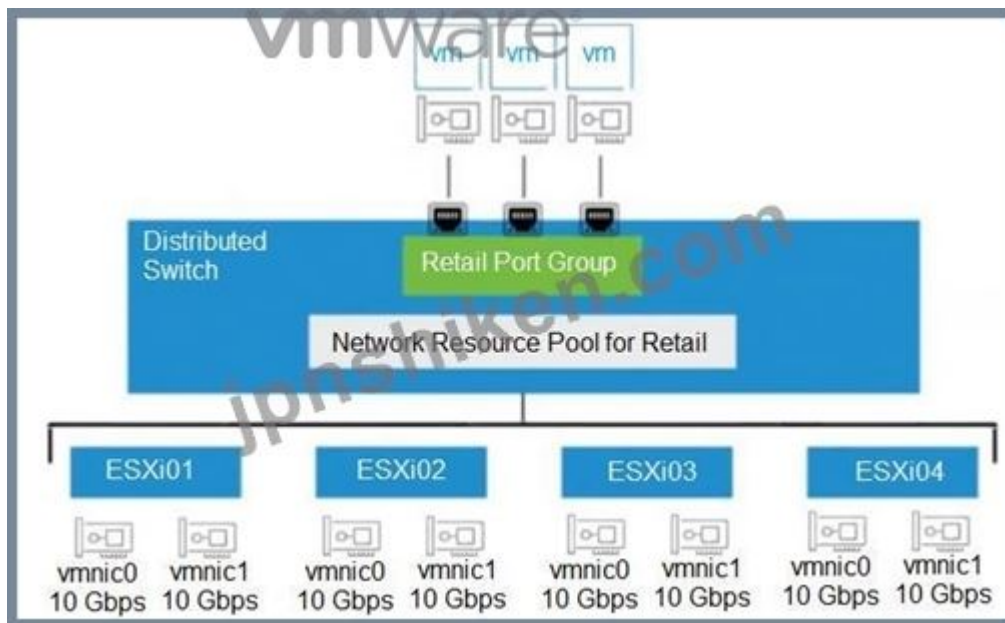 vmware
vm vm vm
Distributed
Switch
Retail Port Group
Network Resource Pool for Retail
jpnshiken.com
ESXi01 ESXi02 ESXi03 ESXi04
vmnic0 vmnic1 vmnic0 vmnic1 vmnic0 vmnic1 vmnic0 vmnic1
10 Gbps 10 Gbps 10 Gbps 10 Gbps 10 Gbps 10 Gbps 10 Gbps 10 Gbps